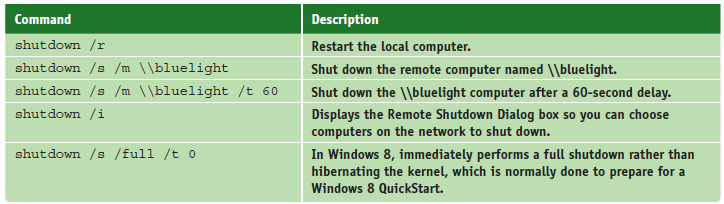 Command Description
shutdown /r Restart the local computer.
shutdown /s /m \\bluelight Shut down the remote computer named \\bluelight.
shutdown /s /m \\bluelight /t 60 Shut down the \\bluelight computer after a 60-second delay.
shutdown /i Displays the Remote Shutdown Dialog box so you can choose
computers on the network to shut down.
shutdown /s /full /t 0 In Windows 8, immediately performs a full shutdown rather than
hibernating the kernel, which is normally done to prepare for a
Windows 8 QuickStart.